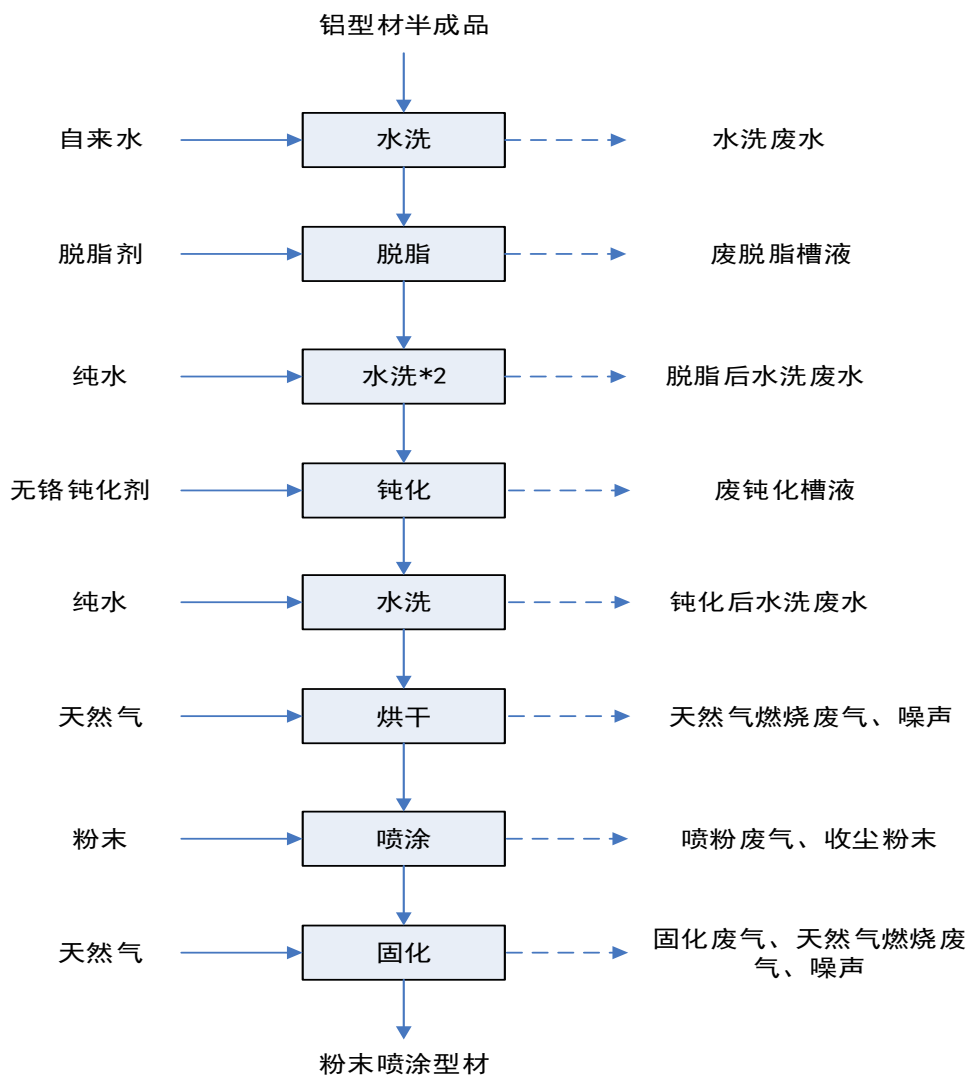 铝型材半成品
自来水
水洗
水洗废水
脱脂剂
脱脂
废脱脂槽液
纯水
水洗*2
脱脂后水洗废水
无铬钝化剂
钝化
废钝化槽液
纯水
水洗
钝化后水洗废水
天然气
烘干
天然气燃烧废气、噪声
粉末
喷涂
喷粉废气、收尘粉末
天然气
固化
固化废气、天然气燃烧废
气、噪声
粉末喷涂型材